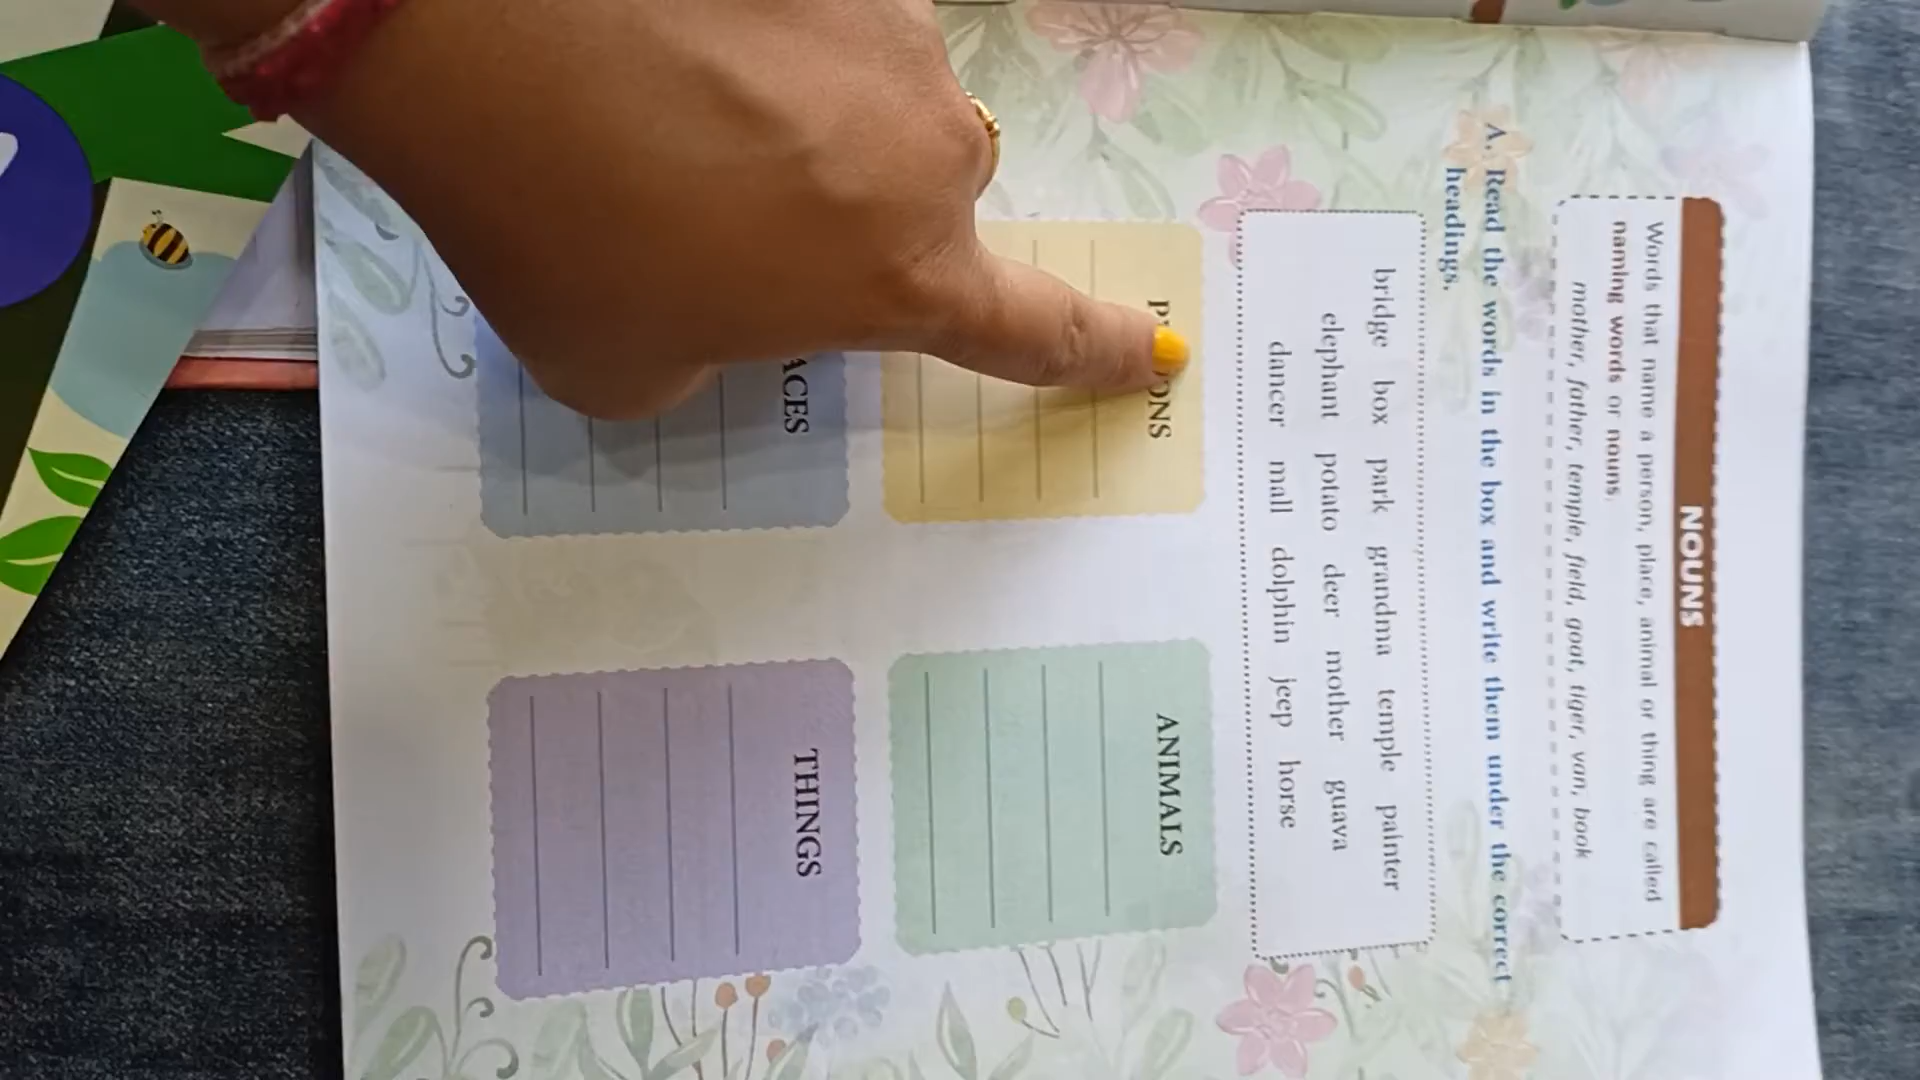 NOUNS
Words that name a person, place, animal or thing are called
naming words or nouns.
mother, father, temple, field, goat, tiger, van, book
A. Read the words in the box and write them under the correct
headings.
bridge box park grandma temple painter
elephant potato deer mother guava
dancer mall dolphin jeep horse
ANIMALS
THINGS